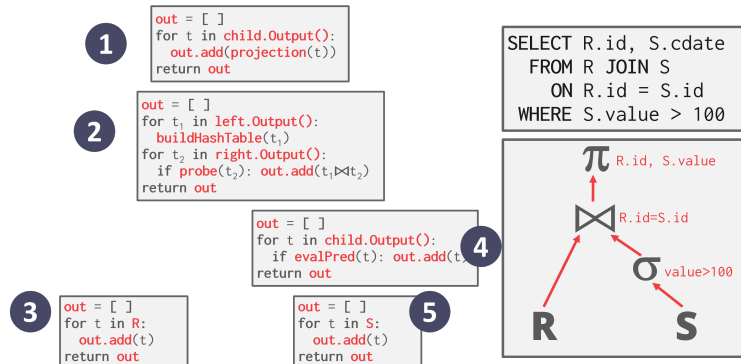 1
out = [ ]
for t in child.Output():
out.add(projection(t))
return out
2
out = [ ]
for t₁ in left.Output():
buildHashTable(t₁)
for t₂ in right.Output():
if probe(t₂): out.add(t₁⨝t₂)
return out
out = [ ]
for t in child.Output():
if evalPred(t): out.add(t
return out
4
3
out = [ ]
for t in R:
out.add(t)
return out
out = [ ]
for t in S:
out.add(t)
return out
5
SELECT R.id, S.cdate
FROM R JOIN S
ON R.id = S.id
WHERE S.value > 100
π R.id, S.value
⨝ R.id=S.id
σ value>100
R S